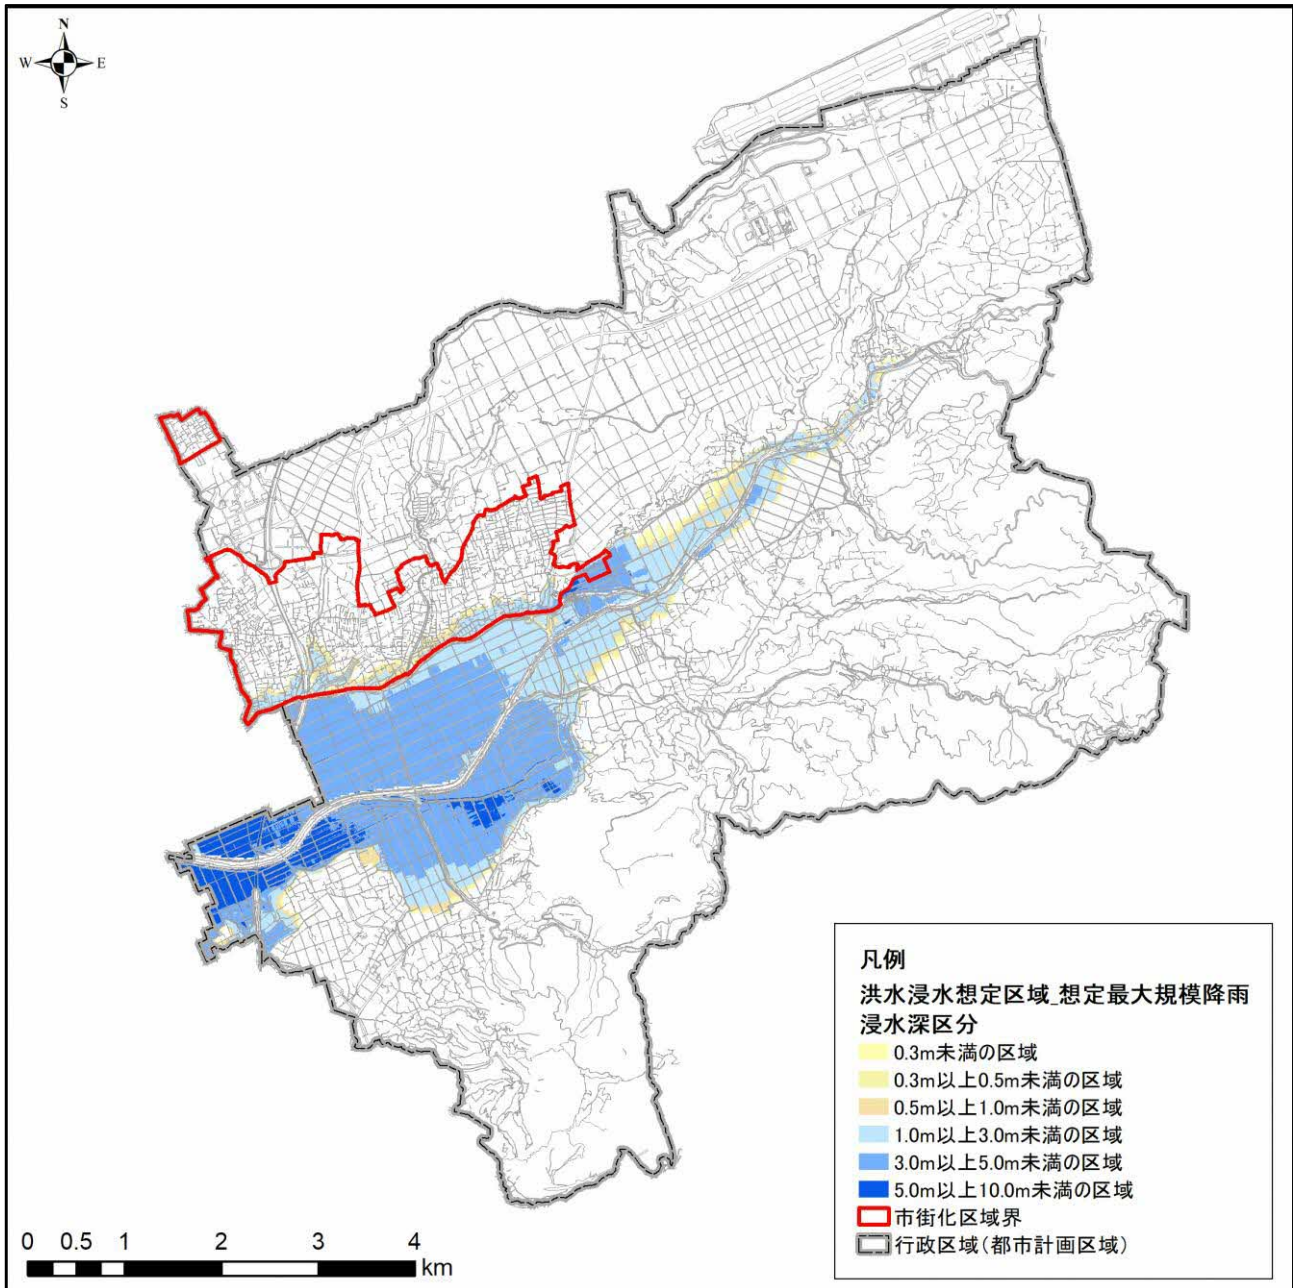 N
W E
S
凡例
洪水浸水想定区域_想定最大規模降雨
浸水深区分
0.3m未満の区域
0.3m以上0.5m未満の区域
0.5m以上1.0m未満の区域
1.0m以上3.0m未満の区域
3.0m以上5.0m未満の区域
5.0m以上10.0m未満の区域
市街化区域界
行政区域(都市計画区域)
0 0.5 1 2 3 4 km